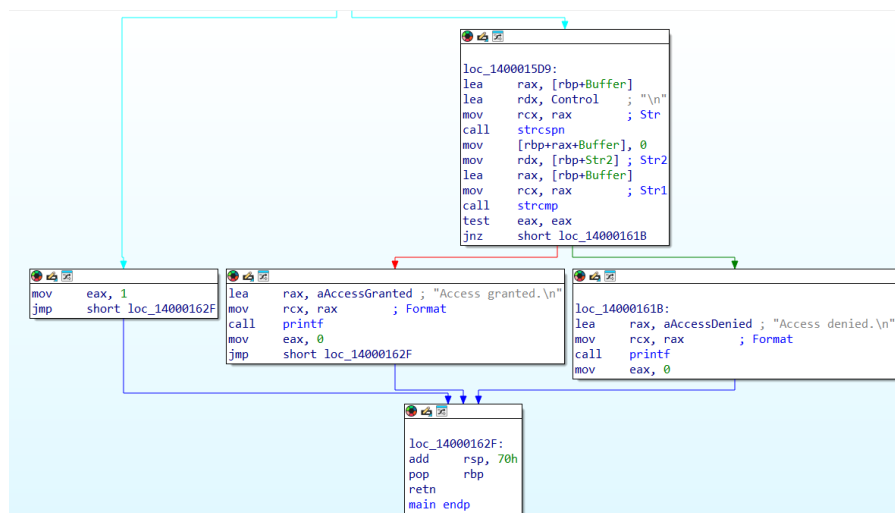 loc_1400015D9:
lea rax, [rbp+Buffer]
lea rdx, Control ; "\n"
mov rcx, rax ; Str
call strcspn
mov [rbp+rax+Buffer], 0
mov rdx, [rbp+Str2] ; Str2
lea rax, [rbp+Buffer]
mov rcx, rax ; Str1
call strcmp
test eax, eax
jnz short loc_14000161B
mov eax, 1
jmp short loc_14000162F
lea rax, aAccessGranted ; "Access granted.\n"
mov rcx, rax ; Format
call printf
mov eax, 0
jmp short loc_14000162F
loc_14000161B:
lea rax, aAccessDenied ; "Access denied.\n"
mov rcx, rax ; Format
call printf
mov eax, 0
loc_14000162F:
add rsp, 70h
pop rbp
retn
main endp